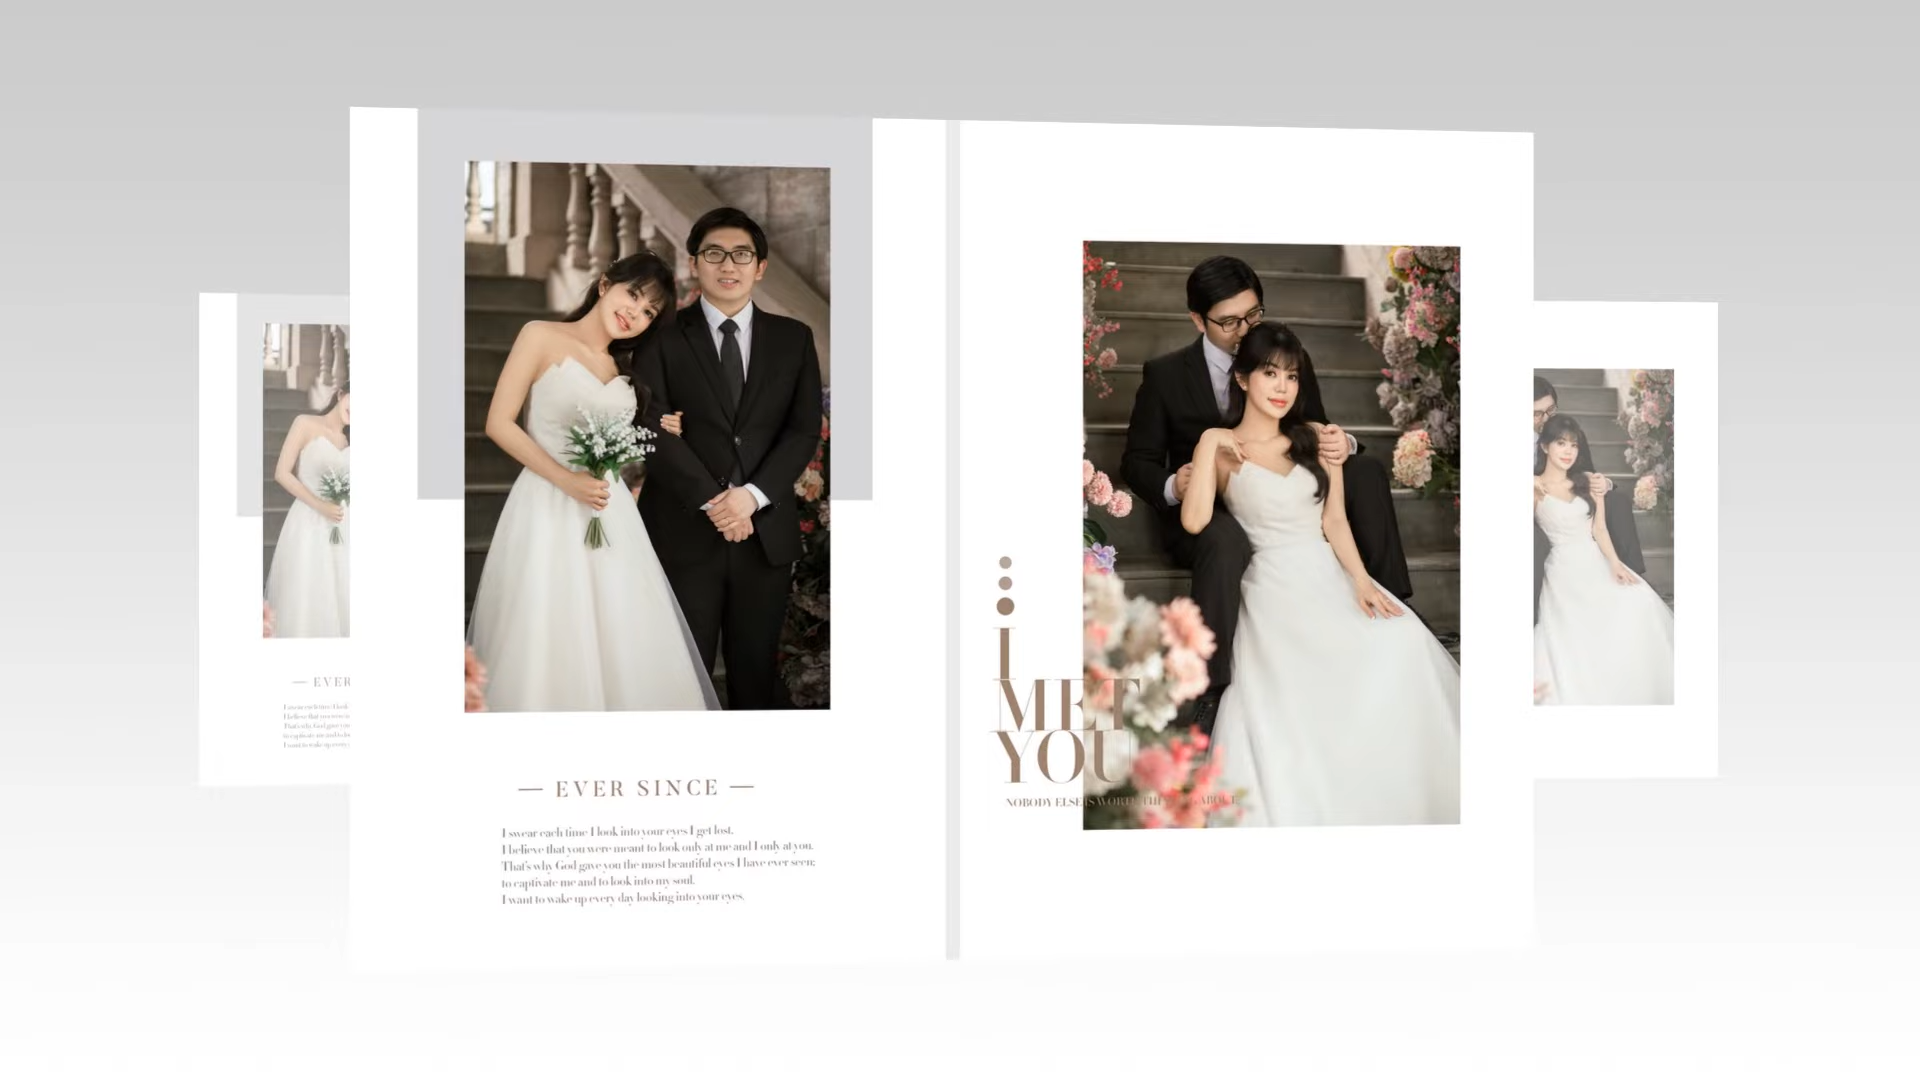 — EVER SINCE —
I swear each time I look into your eyes I get lost.
I believe that you were meant to look only at me and I only at you.
That's why God gave you the most beautiful eyes I have ever seen;
to captivate me and to look into my soul.
I want to wake up every day looking into your eyes.
I
MET
YOU
NOBODY ELSE IS WORTH THINKING ABOUT.
— EVER